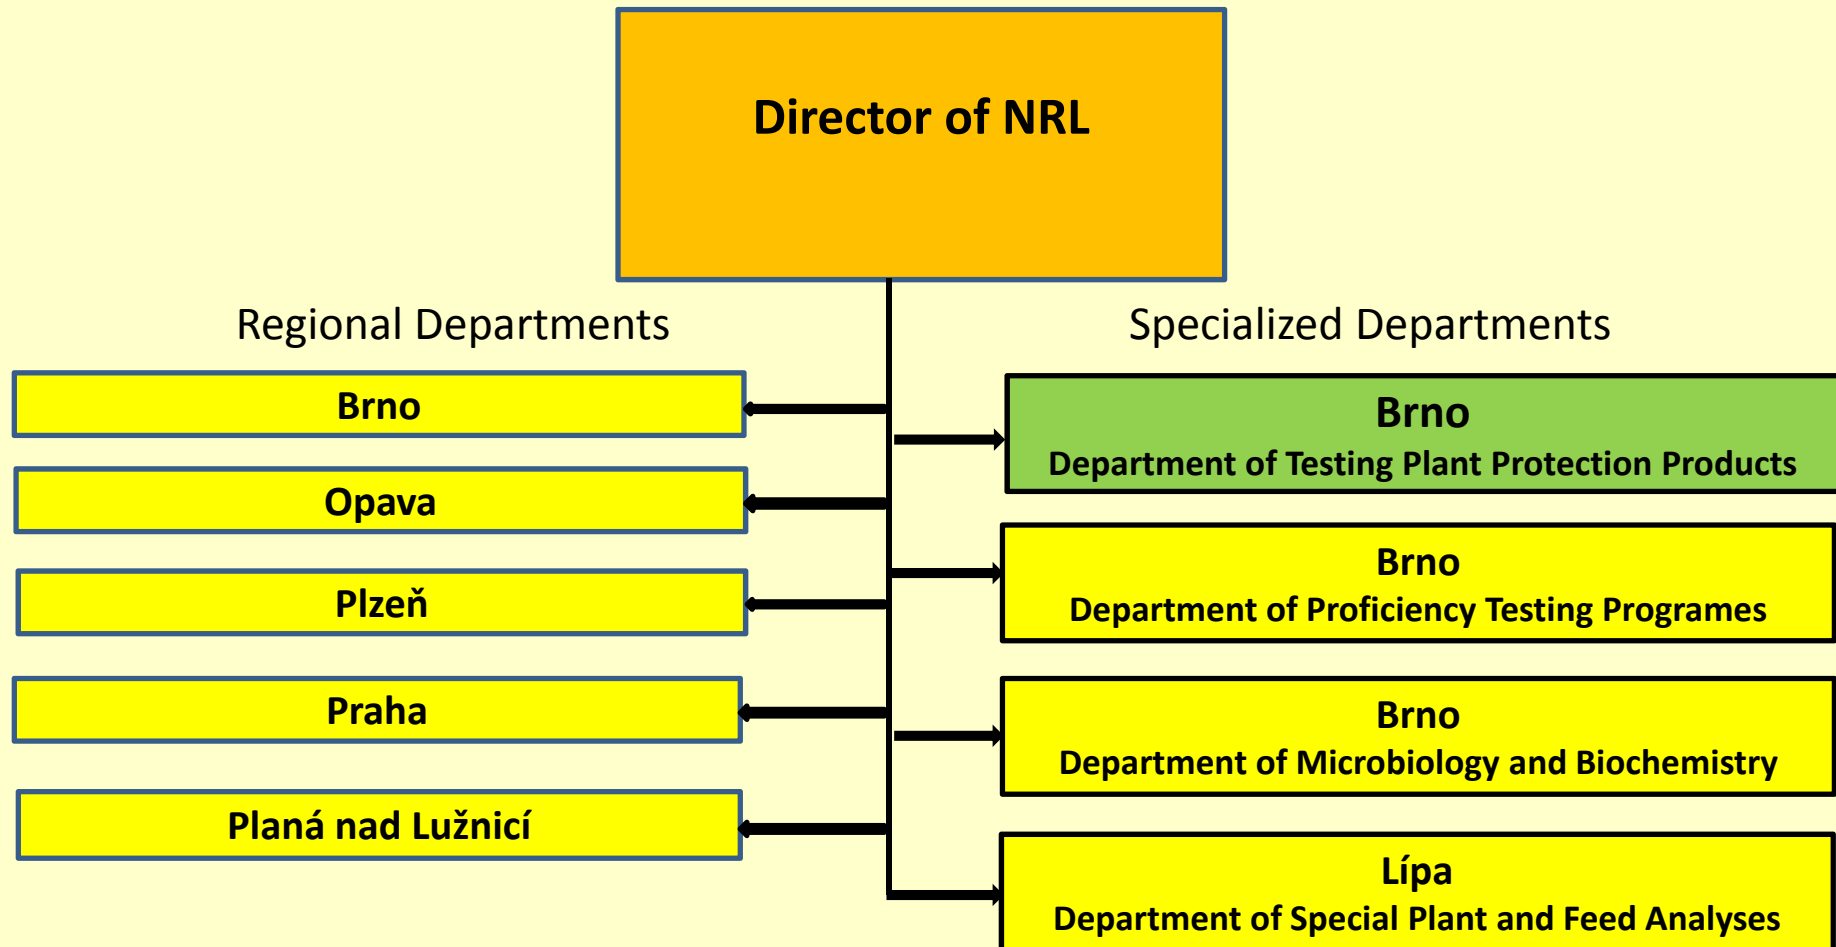 Director of NRL
Regional Departments
Brno
Opava
Plzeň
Praha
Planá nad Lužnicí
Specialized Departments
Brno
Department of Testing Plant Protection Products
Brno
Department of Proficiency Testing Programes
Brno
Department of Microbiology and Biochemistry
Lípa
Department of Special Plant and Feed Analyses